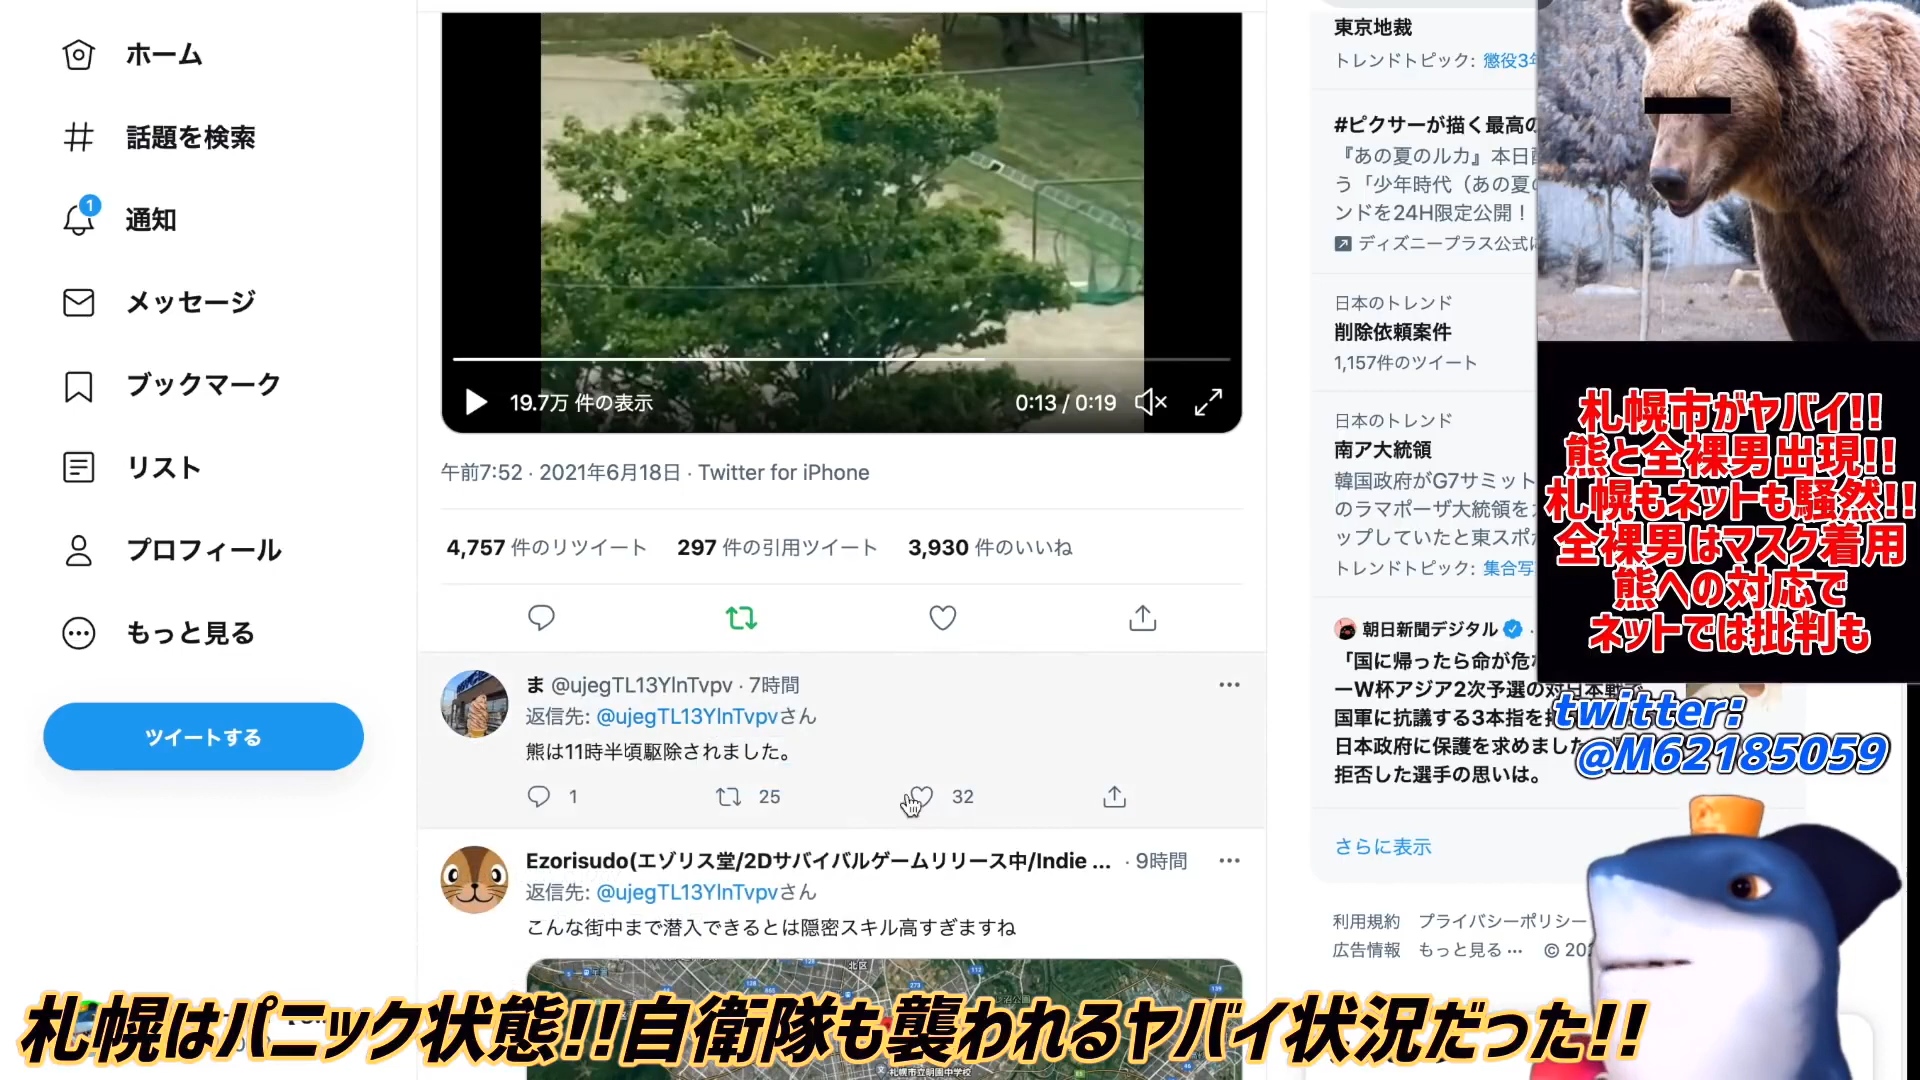 ホーム
話題を検索
1
通知
メッセージ
ブックマーク
リスト
プロフィール
もっと見る
ツイートする
19.7万 件の表示
0:13 / 0:19
午前7:52 · 2021年6月18日 · Twitter for iPhone
4,757 件のリツイート 297 件の引用ツイート 3,930 件のいいね
ま @ujegTL13YlnTvpv · 7時間
返信先: @ujegTL13YlnTvpvさん
熊は11時半頃駆除されました。
1 25 32
Ezorisudo(エゾリス堂/2Dサバイバルゲームリリース中/Indie ... · 9時間
返信先: @ujegTL13YlnTvpvさん
こんな街中まで潜入できるとは隠密スキル高すぎますね
北区
札幌市立明園中学校
東京地裁
トレンドトピック: 懲役3年
#ピクサーが描く最高の
『あの夏のルカ』本日配
う「少年時代（あの夏の
ンドを24H限定公開！
ディズニープラス公式に
日本のトレンド
削除依頼案件
1,157件のツイート
日本のトレンド
南ア大統領
韓国政府がG7サミット
のラマポーザ大統領を
ップしていたと東スポ
トレンドトピック: 集合写
朝日新聞デジタル
「国に帰ったら命が危
ーW杯アジア2次予選の対日本戦で
国軍に抗議する3本指を
日本政府に保護を求めました
拒否した選手の思いは。
さらに表示
利用規約 プライバシーポリシー
広告情報 もっと見る ··· © 20
札幌市がヤバイ!!
熊と全裸男出現!!
札幌もネットも騒然!!
全裸男はマスク着用
熊への対応で
ネットでは批判も
twitter:
@M62185059
札幌はパニック状態!!自衛隊も襲われるヤバイ状況だった!!